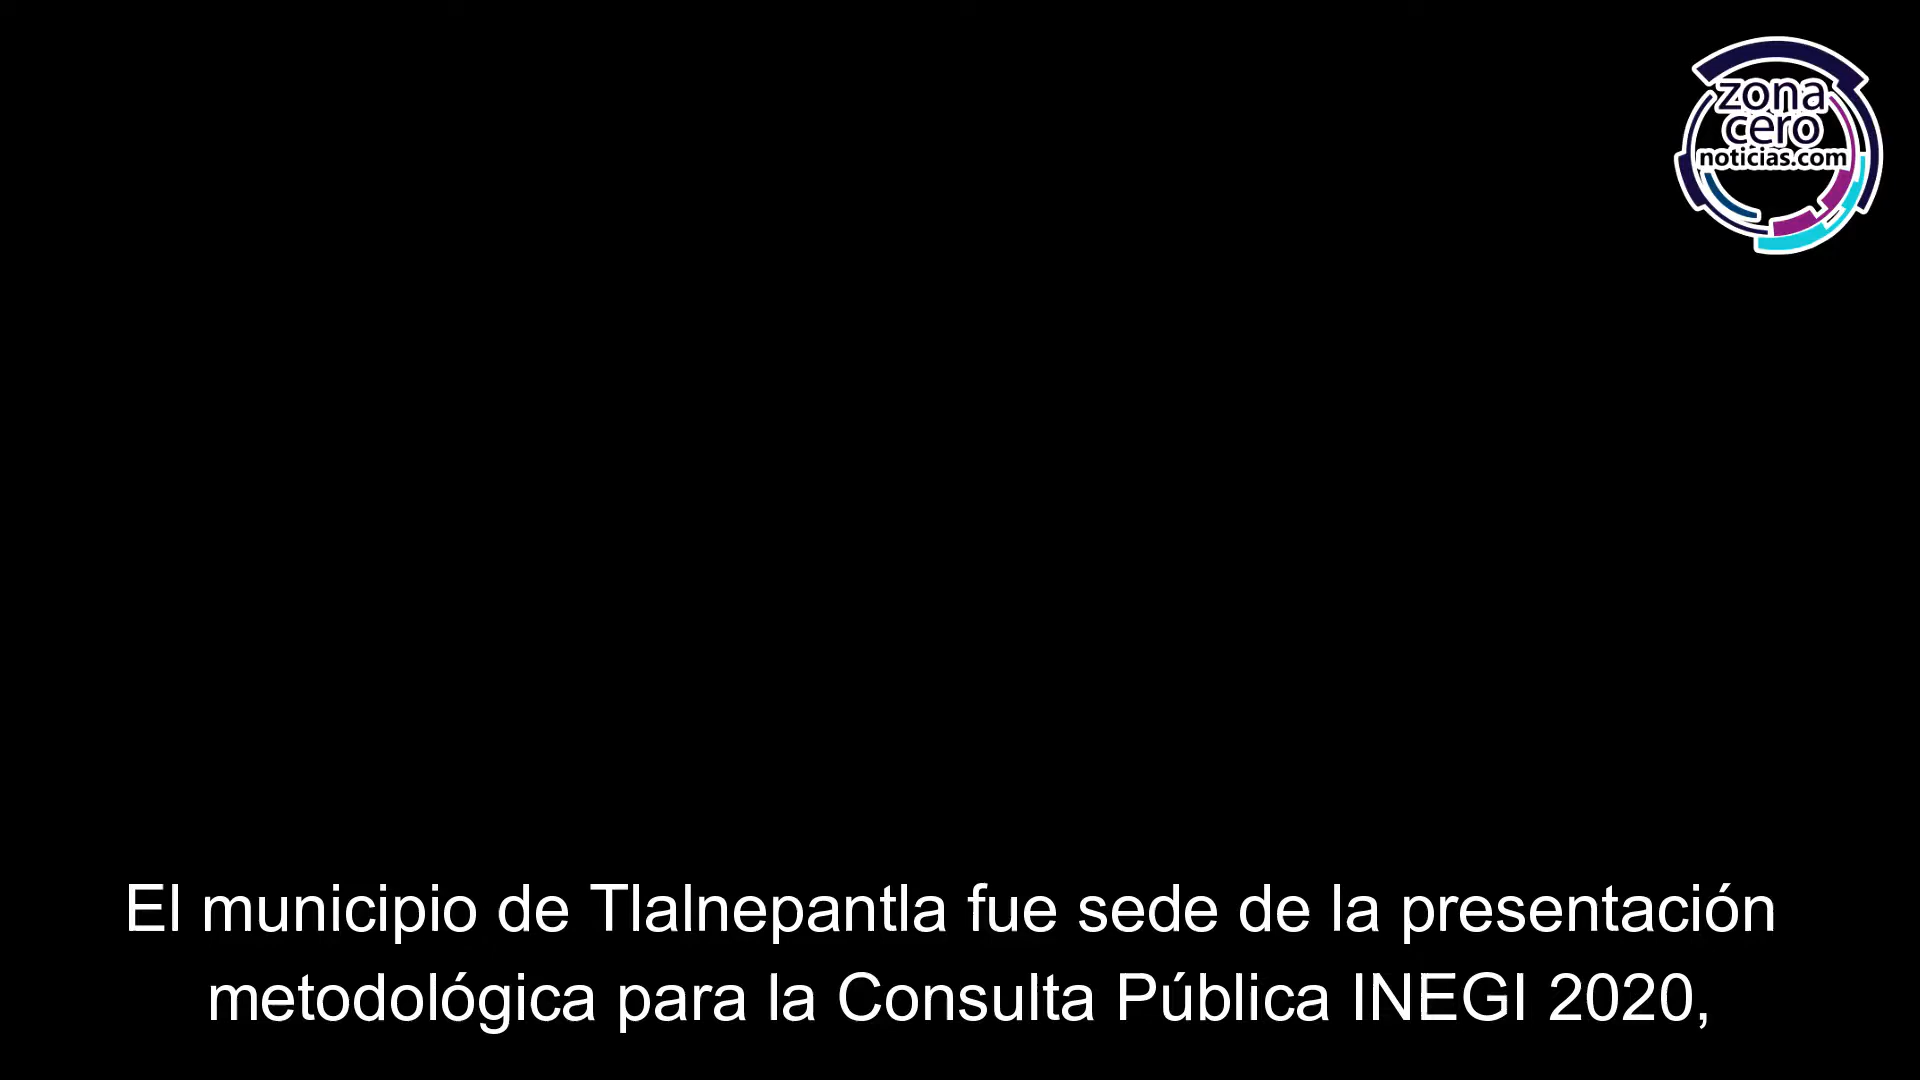 zona
cero
noticias.com
El municipio de Tlalnepantla fue sede de la presentación
metodológica para la Consulta Pública INEGI 2020,